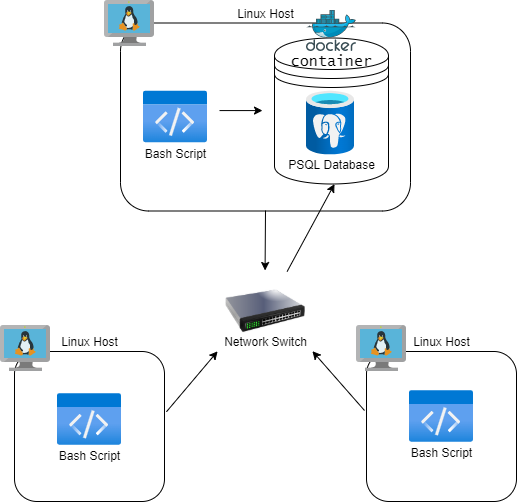 Linux Host
docker
container
Bash Script
PSQL Database
Network Switch
Linux Host
Linux Host
Bash Script
Bash Script